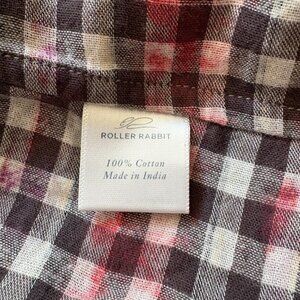 ROLLER RABBIT
100% Cotton
Made in India